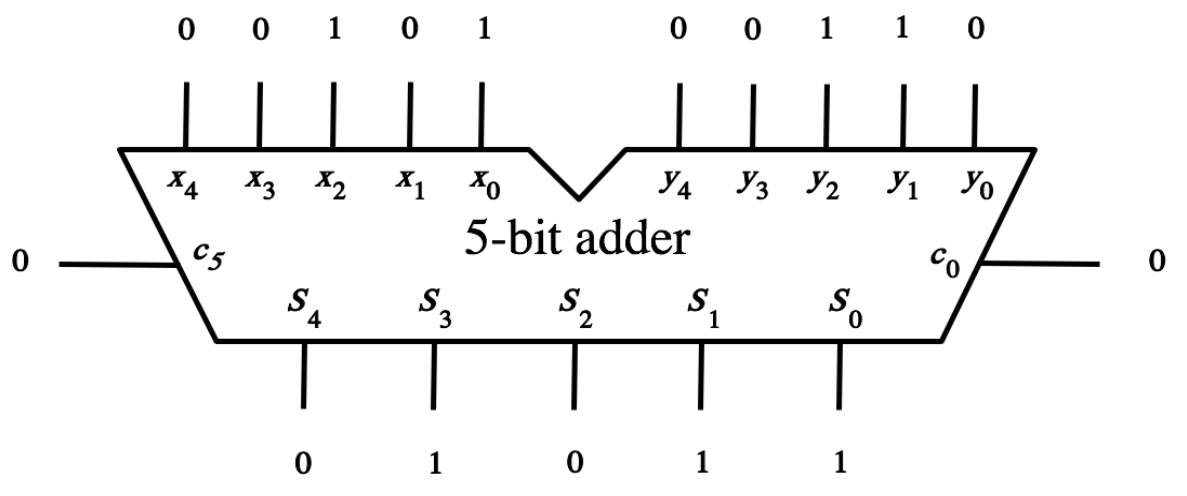 0 0 1 0 1 0 0 1 1 0
x₄ x₃ x₂ x₁ x₀ y₄ y₃ y₂ y₁ y₀
5-bit adder
0 c₅ c₀ 0
S₄ S₃ S₂ S₁ S₀
0 1 0 1 1